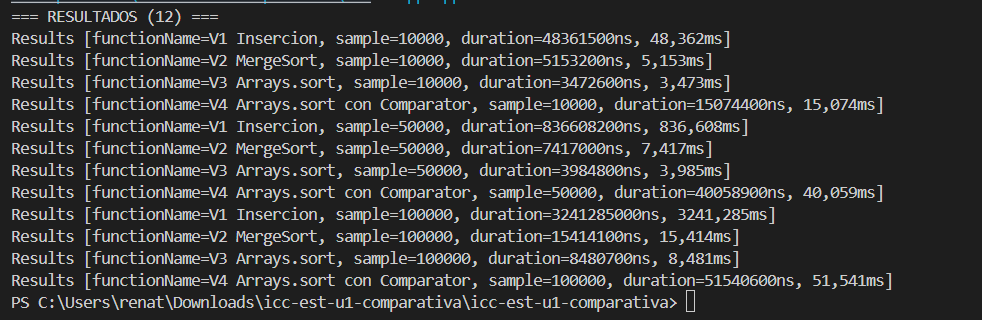 === RESULTADOS (12) ===
Results [functionName=V1 Insercion, sample=10000, duration=48361500ns, 48,362ms]
Results [functionName=V2 MergeSort, sample=10000, duration=5153200ns, 5,153ms]
Results [functionName=V3 Arrays.sort, sample=10000, duration=3472600ns, 3,473ms]
Results [functionName=V4 Arrays.sort con Comparator, sample=10000, duration=15074400ns, 15,074ms]
Results [functionName=V1 Insercion, sample=50000, duration=836608200ns, 836,608ms]
Results [functionName=V2 MergeSort, sample=50000, duration=7417000ns, 7,417ms]
Results [functionName=V3 Arrays.sort, sample=50000, duration=3984800ns, 3,985ms]
Results [functionName=V4 Arrays.sort con Comparator, sample=50000, duration=40058900ns, 40,059ms]
Results [functionName=V1 Insercion, sample=100000, duration=3241285000ns, 3241,285ms]
Results [functionName=V2 MergeSort, sample=100000, duration=15414100ns, 15,414ms]
Results [functionName=V3 Arrays.sort, sample=100000, duration=8480700ns, 8,481ms]
Results [functionName=V4 Arrays.sort con Comparator, sample=100000, duration=51540600ns, 51,541ms]
PS C:\Users\renat\Downloads\icc-est-u1-comparativa\icc-est-u1-comparativa>